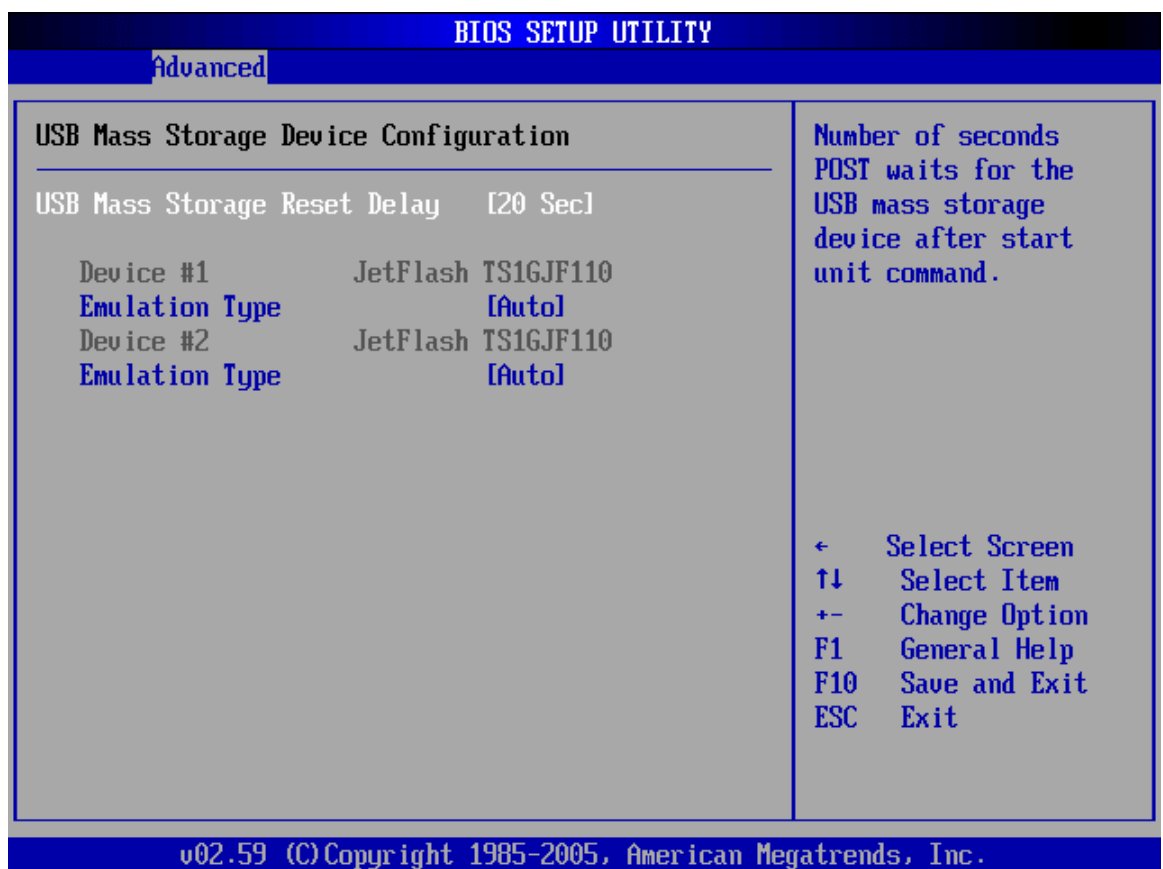 BIOS SETUP UTILITY
Advanced
USB Mass Storage Device Configuration
USB Mass Storage Reset Delay [20 Sec]
Device #1 JetFlash TS1GJF110
Emulation Type [Auto]
Device #2 JetFlash TS1GJF110
Emulation Type [Auto]
Number of seconds
POST waits for the
USB mass storage
device after start
unit command.
← Select Screen
↑↓ Select Item
+- Change Option
F1 General Help
F10 Save and Exit
ESC Exit
v02.59 (C)Copyright 1985-2005, American Megatrends, Inc.